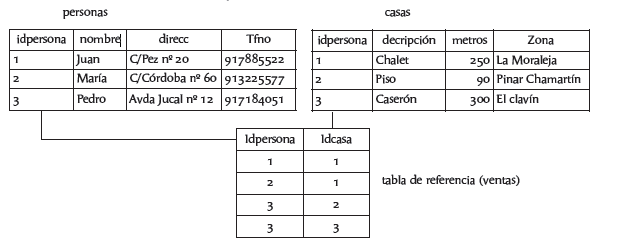 personas
casas
idpersona nombre direcc Tfno
1 Juan C/Pez nº 20 917885522
2 María C/Córdoba nº 60 913225577
3 Pedro Avda Jucal nº 12 917184051
idpersona decripción metros Zona
1 Chalet 250 La Moraleja
2 Piso 90 Pinar Chamartín
3 Caserón 300 El clavín
Idpersona Idcasa
1 1
2 1
3 2
3 3
tabla de referencia (ventas)